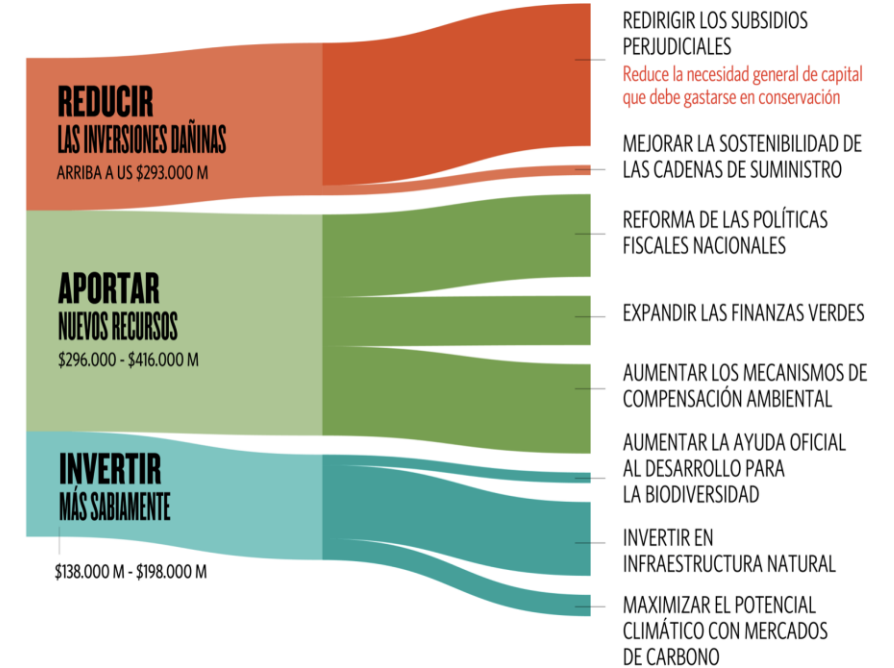 REDUCIR
LAS INVERSIONES DAÑINAS
ARRIBA A US $293.000 M
APORTAR
NUEVOS RECURSOS
$296.000 - $416.000 M
INVERTIR
MÁS SABIAMENTE
$138.000 M - $198.000 M
REDIRIGIR LOS SUBSIDIOS
PERJUDICIALES
Reduce la necesidad general de capital
que debe gastarse en conservación
MEJORAR LA SOSTENIBILIDAD DE
LAS CADENAS DE SUMINISTRO
REFORMA DE LAS POLÍTICAS
FISCALES NACIONALES
EXPANDIR LAS FINANZAS VERDES
AUMENTAR LOS MECANISMOS DE
COMPENSACIÓN AMBIENTAL
AUMENTAR LA AYUDA OFICIAL
AL DESARROLLO PARA
LA BIODIVERSIDAD
INVERTIR EN
INFRAESTRUCTURA NATURAL
MAXIMIZAR EL POTENCIAL
CLIMÁTICO CON MERCADOS
DE CARBONO